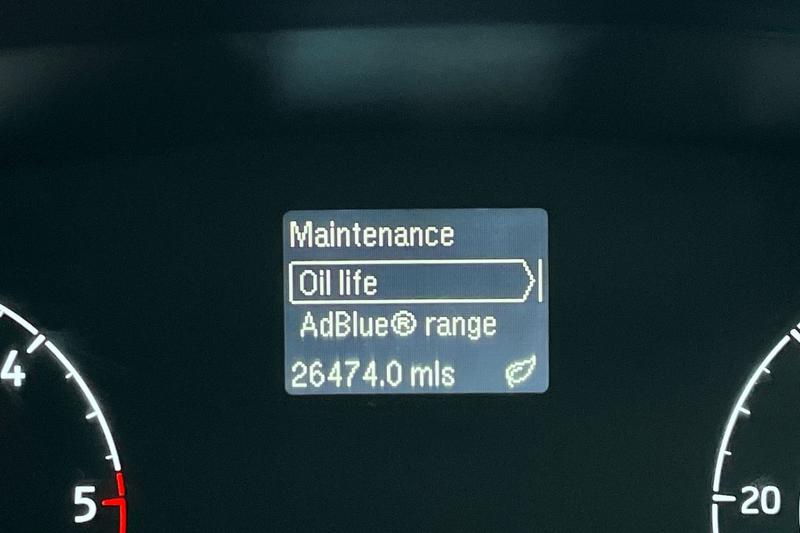 Maintenance
Oil life
AdBlue® range
26474.0 mls
4
5
20